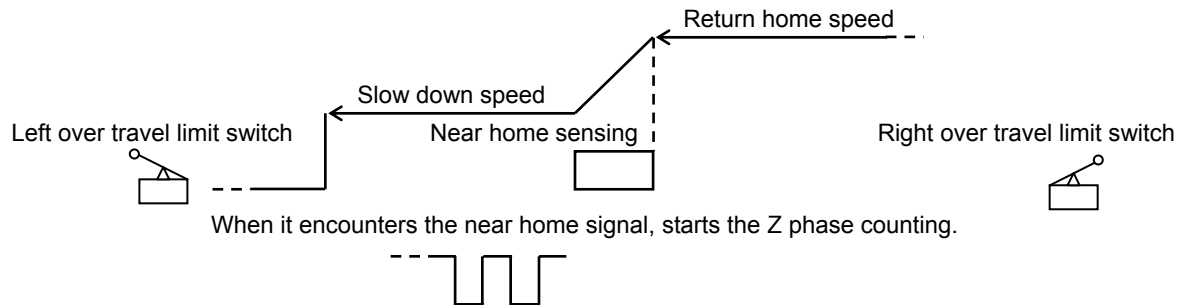 Return home speed
Slow down speed
Left over travel limit switch
Near home sensing
Right over travel limit switch
When it encounters the near home signal, starts the Z phase counting.